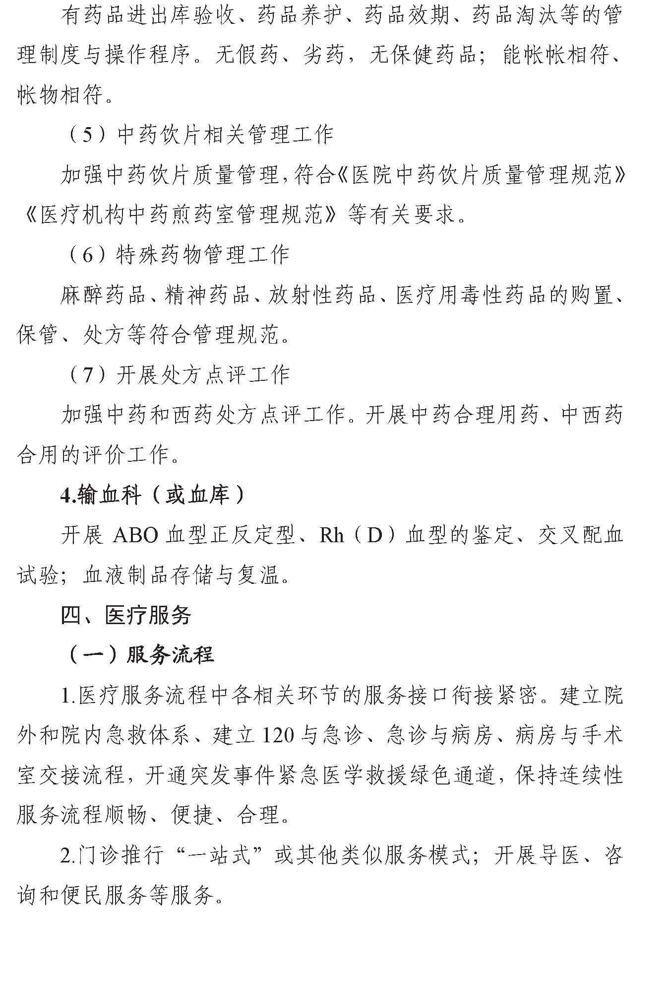 有药品进出库验收、药品养护、药品效期、药品淘汰等的管
理制度与操作程序。无假药、劣药，无保健药品；能帐帐相符、
帐物相符。
（5）中药饮片相关管理工作
加强中药饮片质量管理，符合《医院中药饮片质量管理规范》
《医疗机构中药煎药室管理规范》等有关要求。
（6）特殊药物管理工作
麻醉药品、精神药品、放射性药品、医疗用毒性药品的购置、
保管、处方等符合管理规范。
（7）开展处方点评工作
加强中药和西药处方点评工作。开展中药合理用药、中西药
合用的评价工作。
4.输血科（或血库）
开展 ABO 血型正反定型、Rh（D）血型的鉴定、交叉配血
试验；血液制品存储与复温。
四、医疗服务
（一）服务流程
1.医疗服务流程中各相关环节的服务接口衔接紧密。建立院
外和院内急救体系、建立 120 与急诊、急诊与病房、病房与手术
室交接流程，开通突发事件紧急医学救援绿色通道，保持连续性
服务流程顺畅、便捷、合理。
2.门诊推行“一站式”或其他类似服务模式；开展导医、咨
询和便民服务等服务。